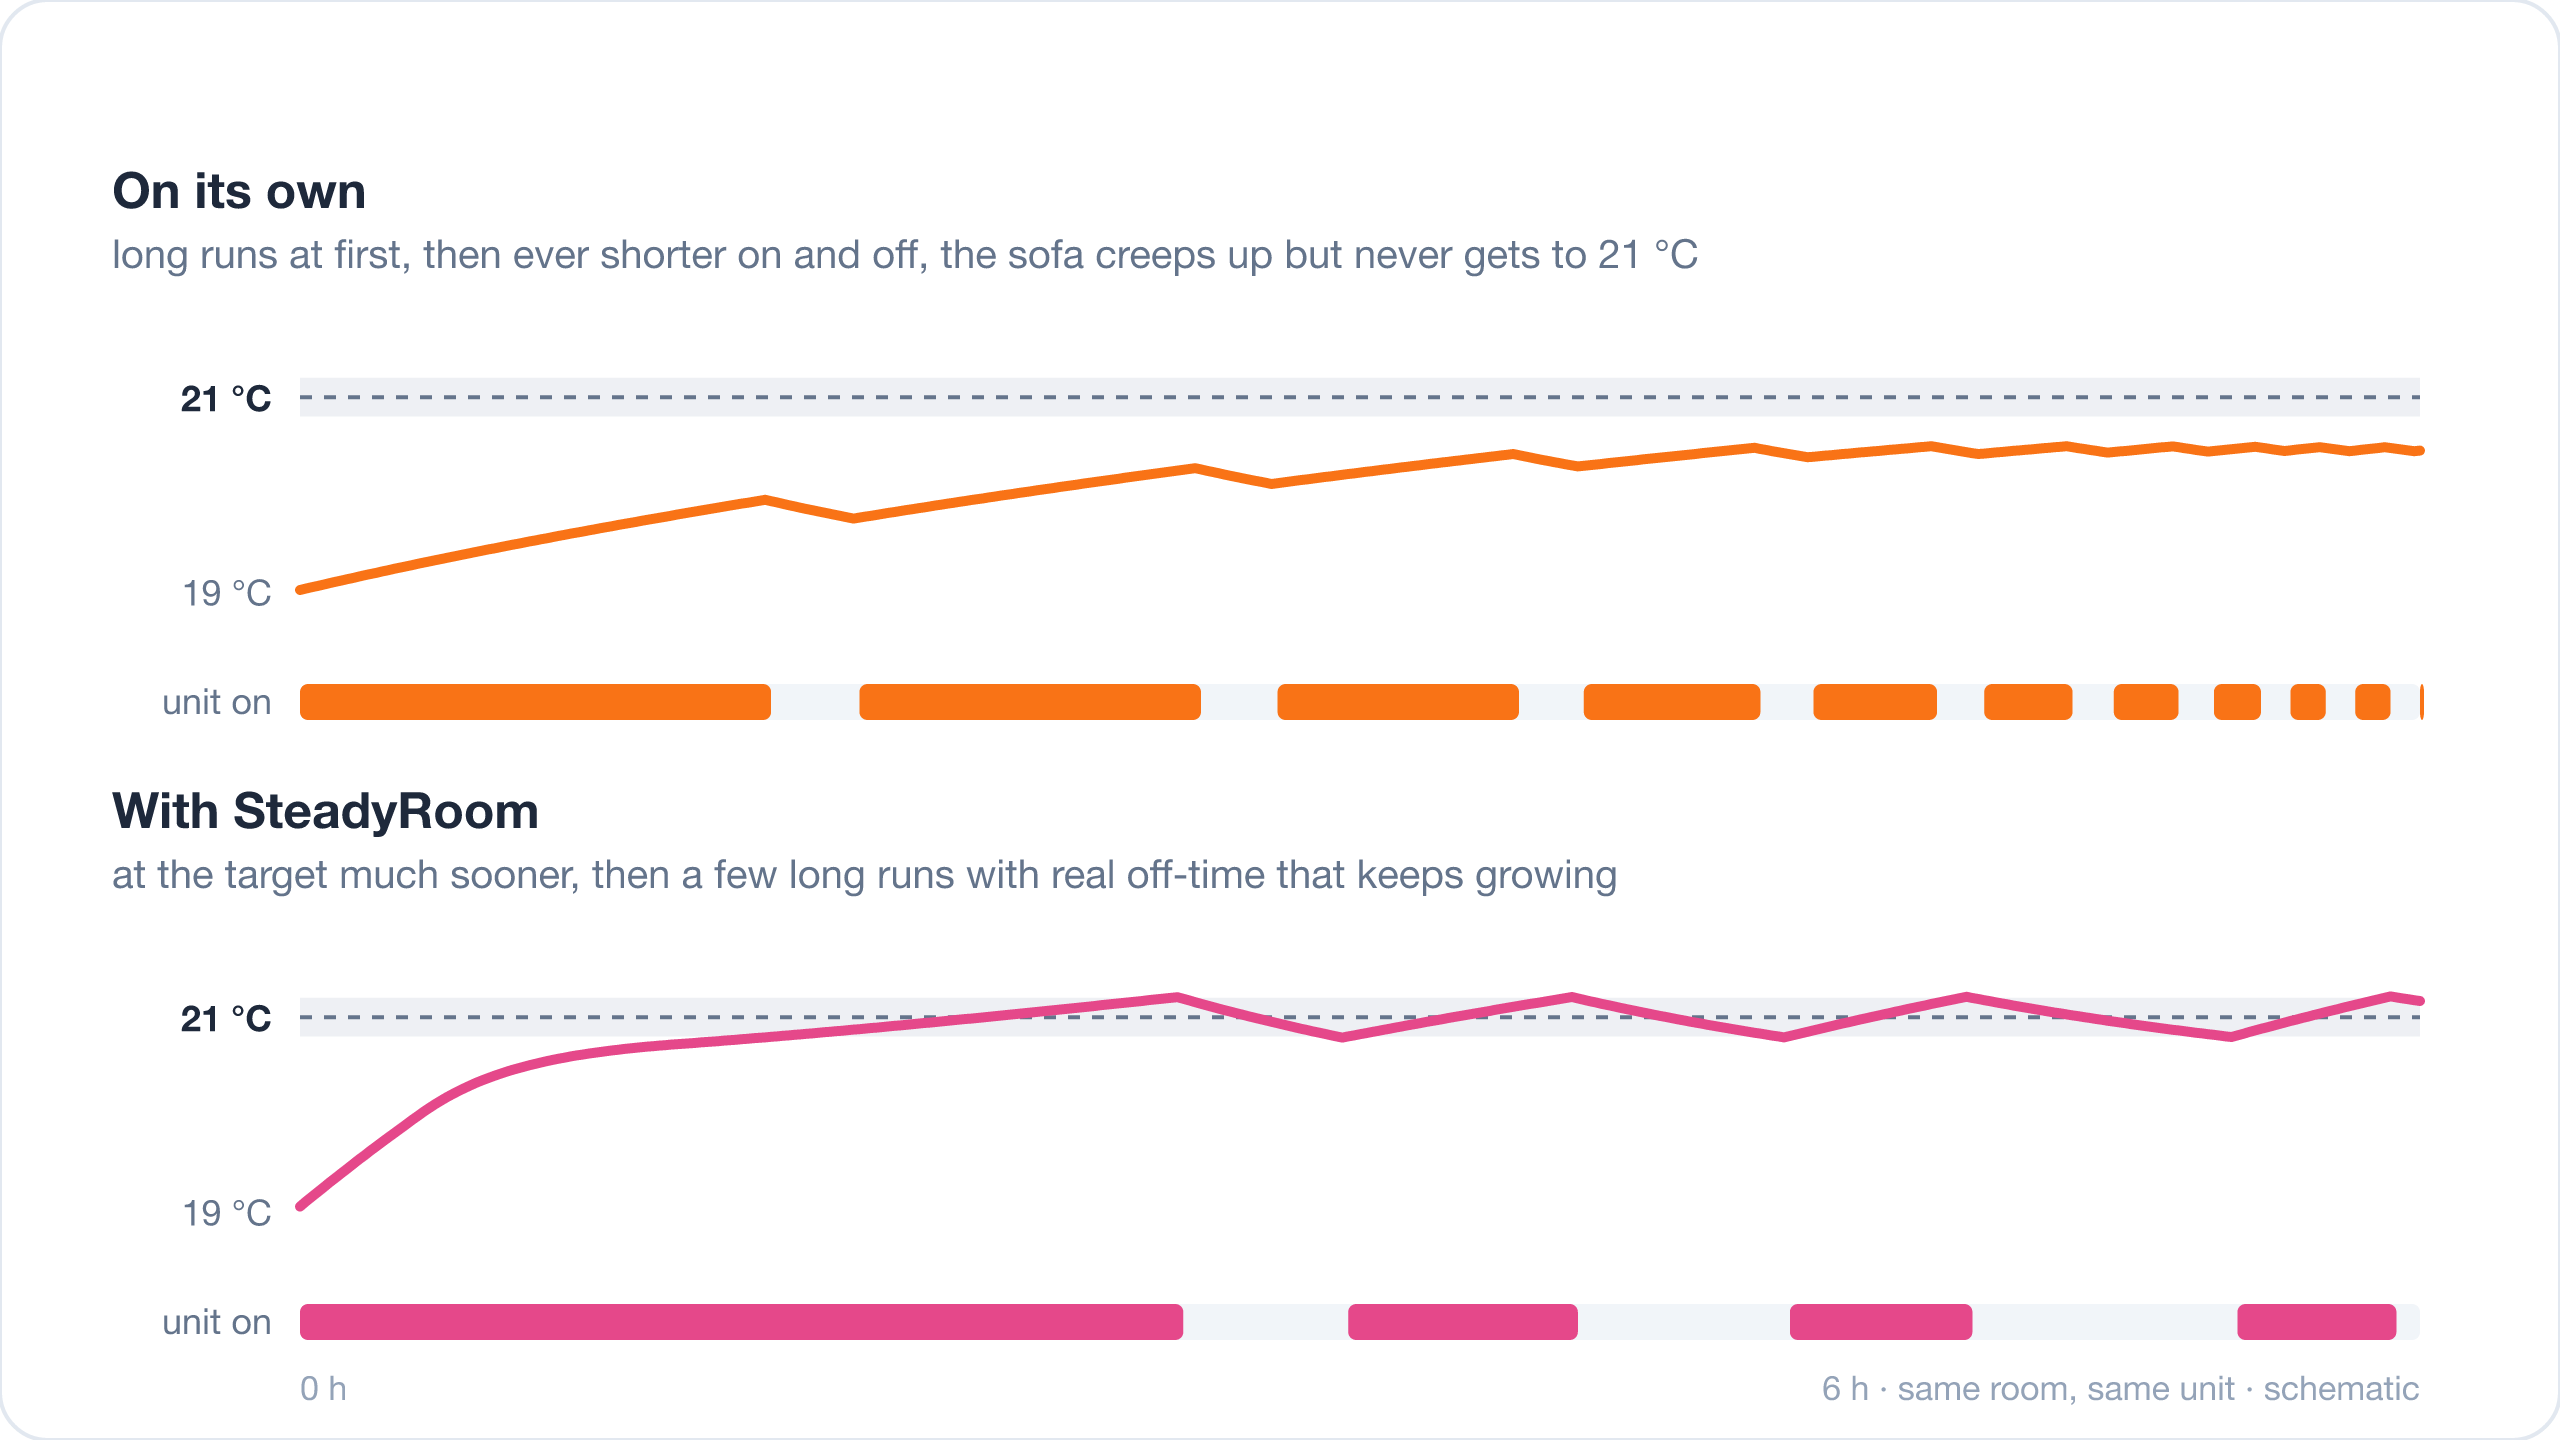 On its own
long runs at first, then ever shorter on and off, the sofa creeps up but never gets to 21 °C
21 °C
19 °C
unit on
With SteadyRoom
at the target much sooner, then a few long runs with real off-time that keeps growing
21 °C
19 °C
unit on
0 h
6 h · same room, same unit · schematic